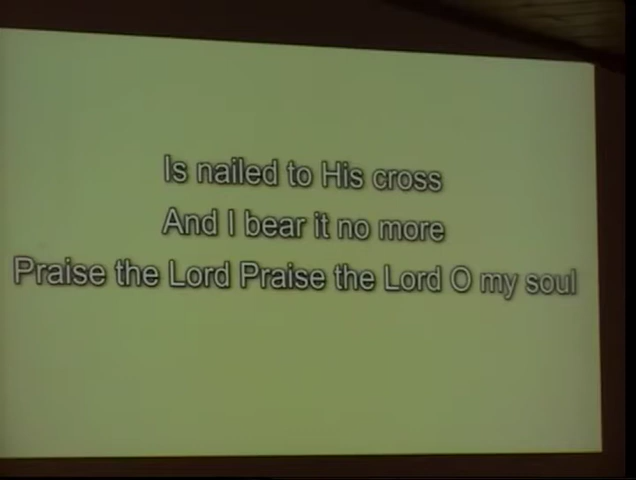 Is nailed to His cross
And I bear it no more
Praise the Lord Praise the Lord O my soul